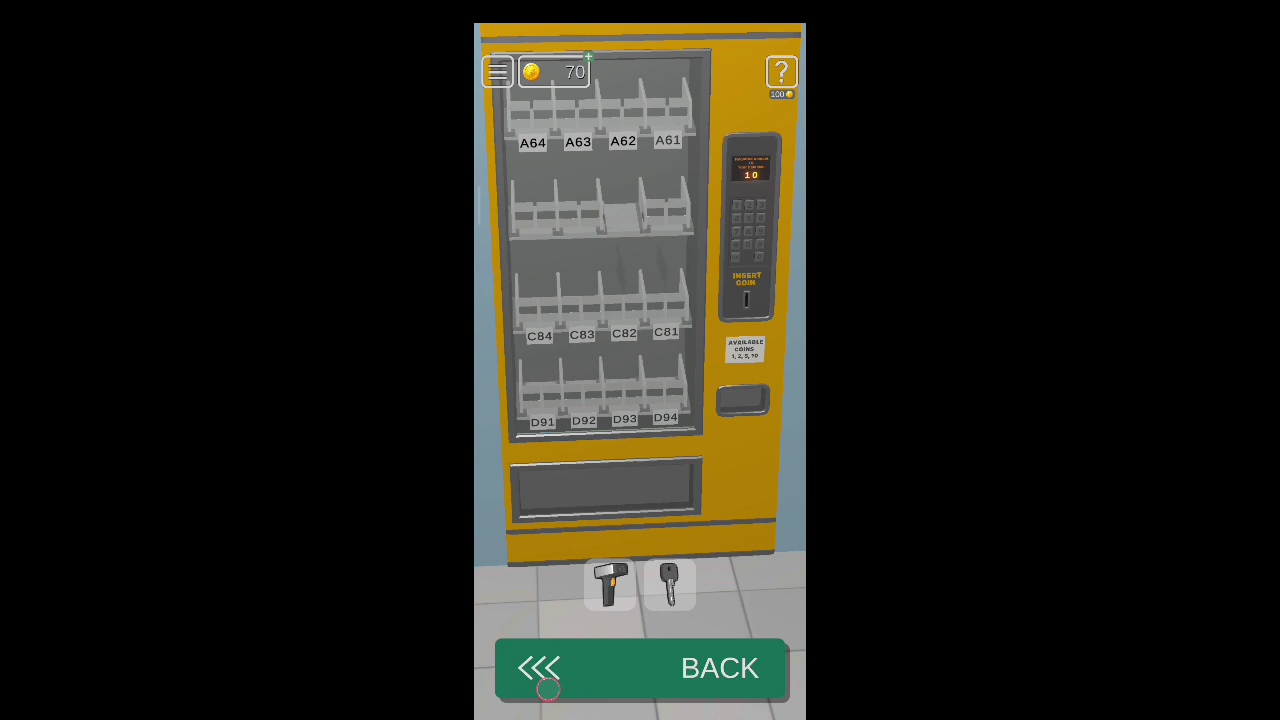 70
?
100
A64 A63 A62 A61
10
INSERT
COIN
C84 C83 C82 C81
AVAILABLE
COINS
1, 2, 5, 10
D91 D92 D93 D94
BACK